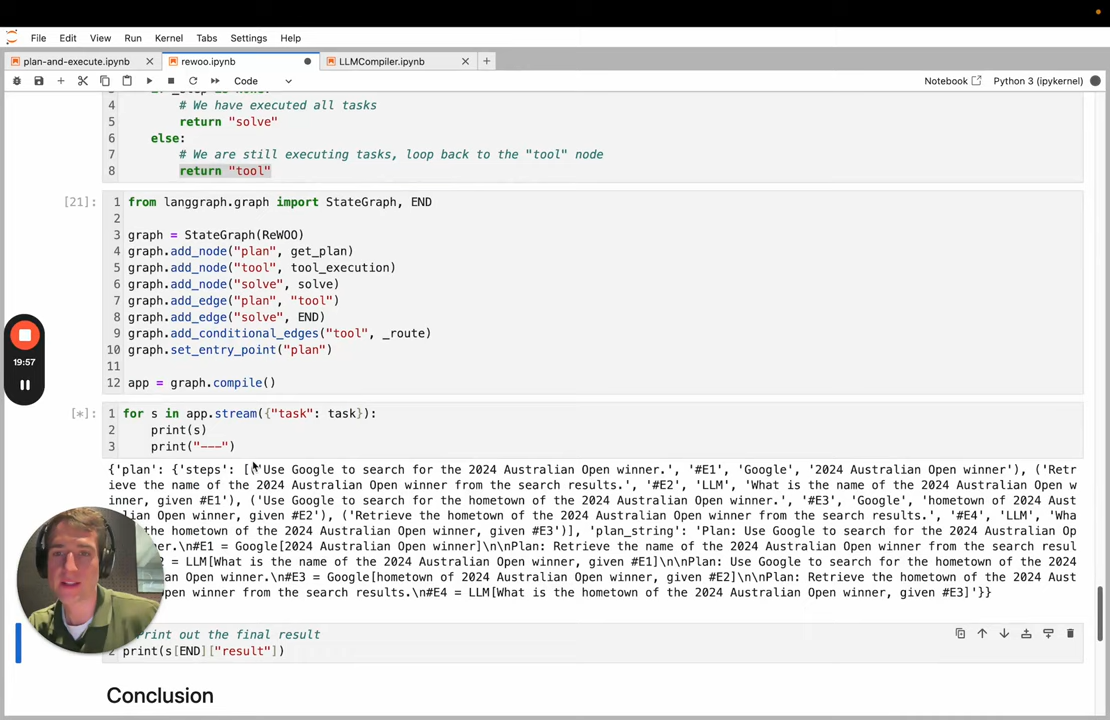 File Edit View Run Kernel Tabs Settings Help
plan-and-execute.ipynb rewoo.ipynb LLMCompiler.ipynb
Code Notebook Python 3 (ipykernel)
4 # We have executed all tasks
5 return "solve"
6 else:
7 # We are still executing tasks, loop back to the "tool" node
8 return "tool"
[21]: 1 from langgraph.graph import StateGraph, END
2
3 graph = StateGraph(ReWOO)
4 graph.add_node("plan", get_plan)
5 graph.add_node("tool", tool_execution)
6 graph.add_node("solve", solve)
7 graph.add_edge("plan", "tool")
8 graph.add_edge("solve", END)
9 graph.add_conditional_edges("tool", _route)
10 graph.set_entry_point("plan")
11
12 app = graph.compile()
19:57
[*]: 1 for s in app.stream({"task": task}):
2 print(s)
3 print("---")
{'plan': {'steps': [('Use Google to search for the 2024 Australian Open winner.', '#E1', 'Google', '2024 Australian Open winner'), ('Retr
ieve the name of the 2024 Australian Open winner from the search results.', '#E2', 'LLM', 'What is the name of the 2024 Australian Open w
inner, given #E1'), ('Use Google to search for the hometown of the 2024 Australian Open winner.', '#E3', 'Google', 'hometown of 2024 Aust
lian Open winner, given #E2'), ('Retrieve the hometown of the 2024 Australian Open winner from the search results.', '#E4', 'LLM', 'Wha
the hometown of the 2024 Australian Open winner, given #E3')], 'plan_string': 'Plan: Use Google to search for the 2024 Australian Op
nner.\n#E1 = Google[2024 Australian Open winner]\n\nPlan: Retrieve the name of the 2024 Australian Open winner from the search resul
= LLM[What is the name of the 2024 Australian Open winner, given #E1]\n\nPlan: Use Google to search for the hometown of the 2024
alian Open winner.\n#E3 = Google[hometown of 2024 Australian Open winner, given #E2]\n\nPlan: Retrieve the hometown of the 2024 Aust
pen winner from the search results.\n#E4 = LLM[What is the hometown of the 2024 Australian Open winner, given #E3]'}}
Print out the final result
2 print(s[END]["result"])
Conclusion